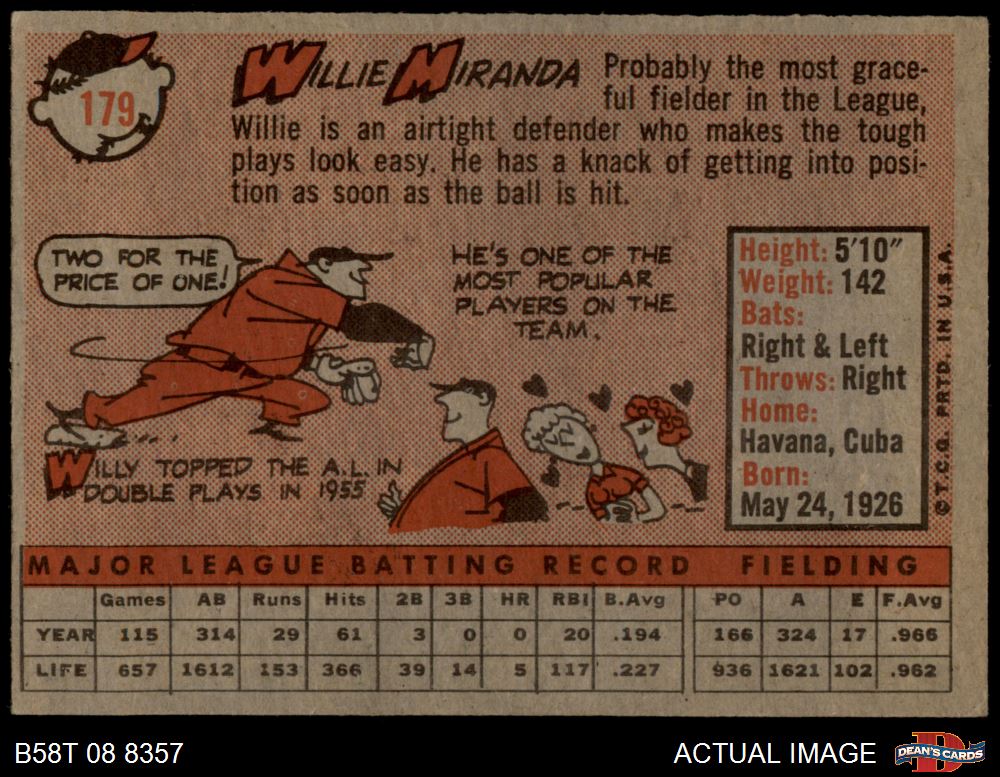 179
WILLIE MIRANDA
Probably the most grace-
ful fielder in the League,
Willie is an airtight defender who makes the tough
plays look easy. He has a knack of getting into posi-
tion as soon as the ball is hit.
TWO FOR THE
PRICE OF ONE!
HE'S ONE OF THE
MOST POPULAR
PLAYERS ON THE
TEAM.
WILLY TOPPED THE A.L. IN
DOUBLE PLAYS IN 1955
Height: 5'10"
Weight: 142
Bats:
Right & Left
Throws: Right
Home:
Havana, Cuba
Born:
May 24, 1926
© T.C.G. PRTD. IN U.S.A.
MAJOR LEAGUE BATTING RECORD FIELDING
Games AB Runs Hits 2B 3B HR RBI B.Avg PO A E F.Avg
YEAR 115 314 29 61 3 0 0 20 .194 166 324 17 .966
LIFE 657 1612 153 366 39 14 5 117 .227 936 1621 102 .962
B58T 08 8357
ACTUAL IMAGE
D
DEAN'S CARDS